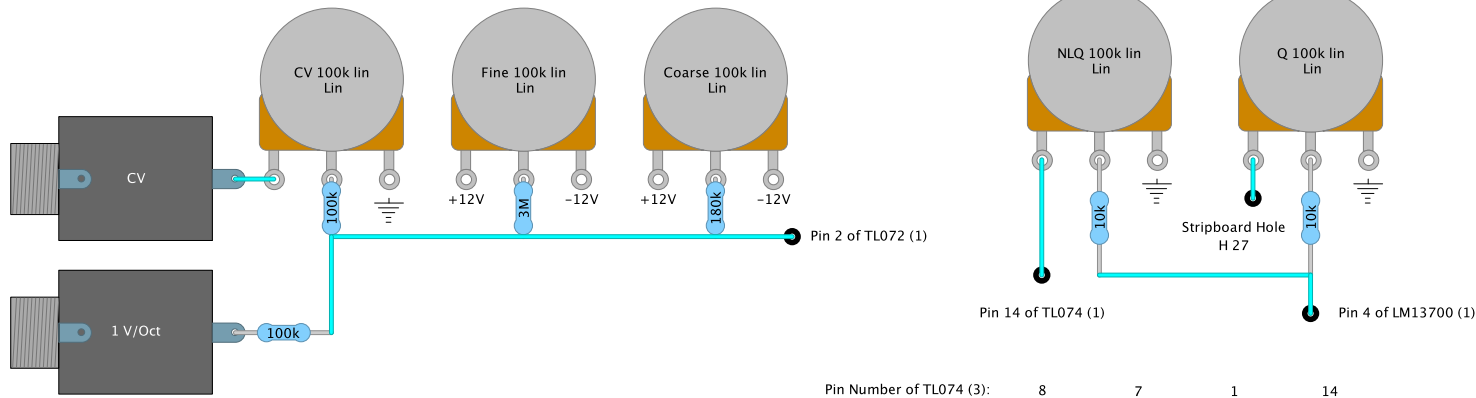 CV 100k lin
Lin
Fine 100k lin
Lin
Coarse 100k lin
Lin
NLQ 100k lin
Lin
Q 100k lin
Lin
CV
100k
+12V
3M
–12V
+12V
180k
–12V
10k
10k
Stripboard Hole
H 27
Pin 2 of TL072 (1)
1 V/Oct
100k
Pin 14 of TL074 (1)
Pin 4 of LM13700 (1)
Pin Number of TL074 (3): 8 7 1 14